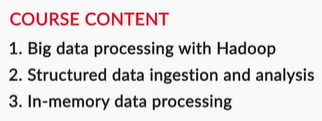 COURSE CONTENT
1. Big data processing with Hadoop
2. Structured data ingestion and analysis
3. In-memory data processing